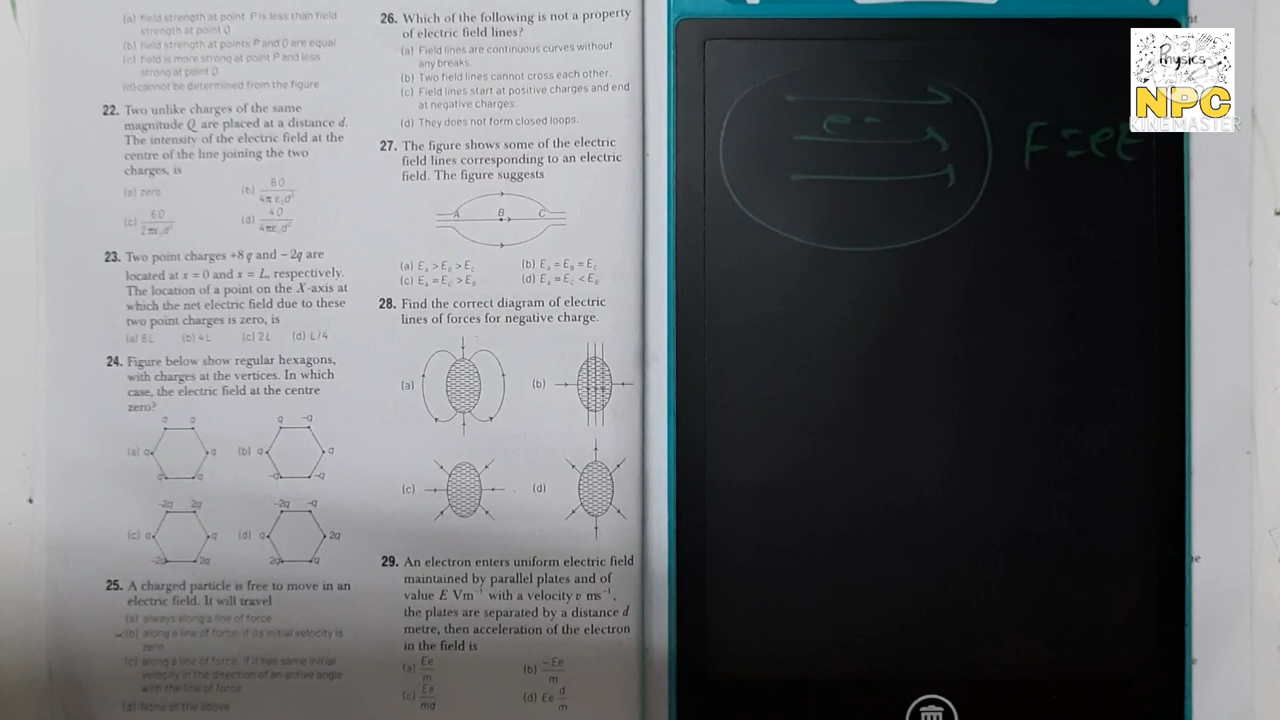 (a) field strength at point P is less than field
strength at point Q
(b) field strength at points P and Q are equal
(c) field is more strong at point P and less
strong at point Q
(d) cannot be determined from the figure
22. Two unlike charges of the same
magnitude Q are placed at a distance d.
The intensity of the electric field at the
centre of the line joining the two
charges, is
(a) zero
(b) 8Q / 4πε₀d²
(c) 6Q / 2πε₀d²
(d) 4Q / 4πε₀d²
23. Two point charges +8q and −2q are
located at x = 0 and x = L, respectively.
The location of a point on the X-axis at
which the net electric field due to these
two point charges is zero, is
(a) 8L (b) 4L (c) 2L (d) L/4
24. Figure below show regular hexagons,
with charges at the vertices. In which
case, the electric field at the centre
zero?
q q
(a) q q
q q
q −q
(b) q q
−q −q
−2q 2q
(c) q q
−2q 2q
−2q −q
(d) q 2q
2q q
25. A charged particle is free to move in an
electric field. It will travel
(a) always along a line of force
(b) along a line of force, if its initial velocity is
zero
(c) along a line of force, if it has same initial
velocity in the direction of an active angle
with the line of force
(d) None of the above
26. Which of the following is not a property
of electric field lines?
(a) Field lines are continuous curves without
any breaks.
(b) Two field lines cannot cross each other.
(c) Field lines start at positive charges and end
at negative charges.
(d) They does not form closed loops.
27. The figure shows some of the electric
field lines corresponding to an electric
field. The figure suggests
A B C
(a) E_A > E_B > E_C (b) E_A = E_B = E_C
(c) E_A = E_C > E_B (d) E_A = E_C < E_B
28. Find the correct diagram of electric
lines of forces for negative charge.
(a) (b)
(c) (d)
29. An electron enters uniform electric field
maintained by parallel plates and of
value E Vm⁻¹ with a velocity v ms⁻¹,
the plates are separated by a distance d
metre, then acceleration of the electron
in the field is
(a) Ee / m
(b) −Ee / m
(c) Ee / md
(d) Ee d / m
e−
F = eE
Physics
NPC
KINEMASTER